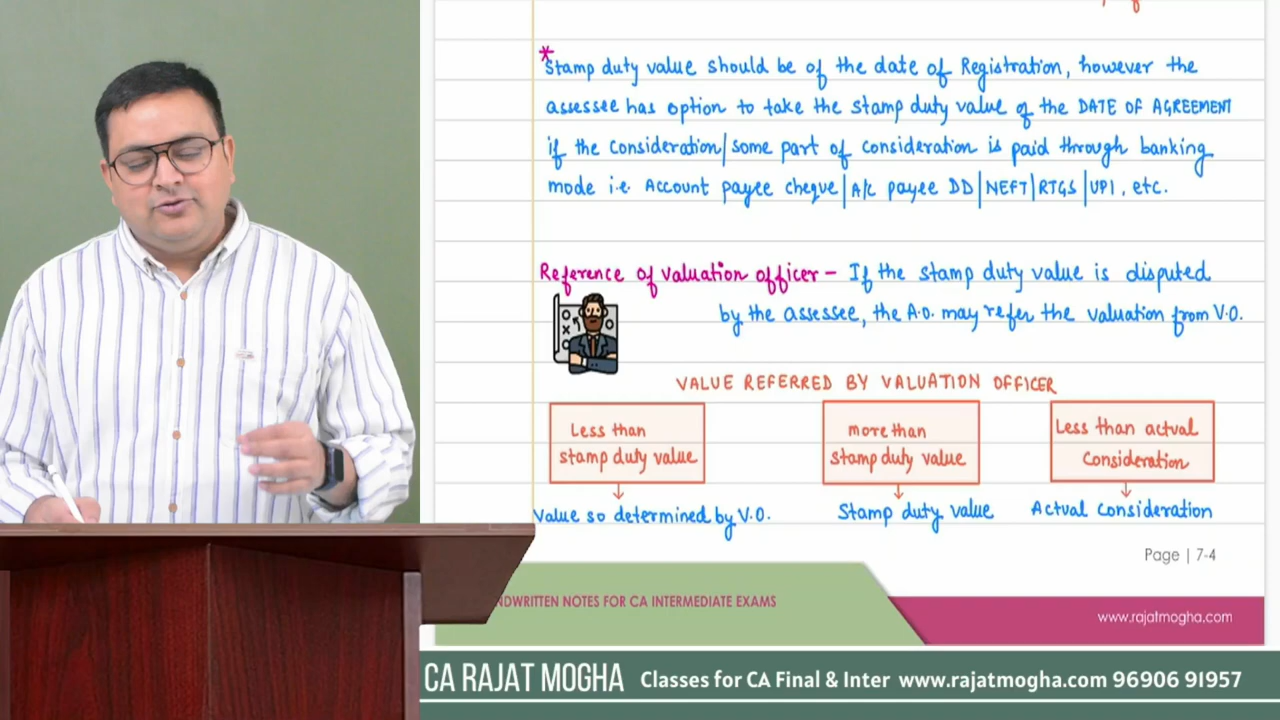 *Stamp duty value should be of the date of Registration, however the
assessee has option to take the stamp duty value of the DATE OF AGREEMENT
if the Consideration/some part of consideration is paid through banking
mode i.e. Account payee cheque/A/c payee DD/NEFT/RTGS/UPI, etc.
Reference of valuation officer - If the stamp duty value is disputed
by the assessee, the A.O. may refer the valuation from V.O.
VALUE REFERRED BY VALUATION OFFICER
Less than
stamp duty value
more than
stamp duty value
Less than actual
Consideration
Value so determined by V.O.
Stamp duty value
Actual Consideration
Page | 7-4
NDWRITTEN NOTES FOR CA INTERMEDIATE EXAMS
www.rajatmogha.com
CA RAJAT MOGHA Classes for CA Final & Inter www.rajatmogha.com 96906 91957